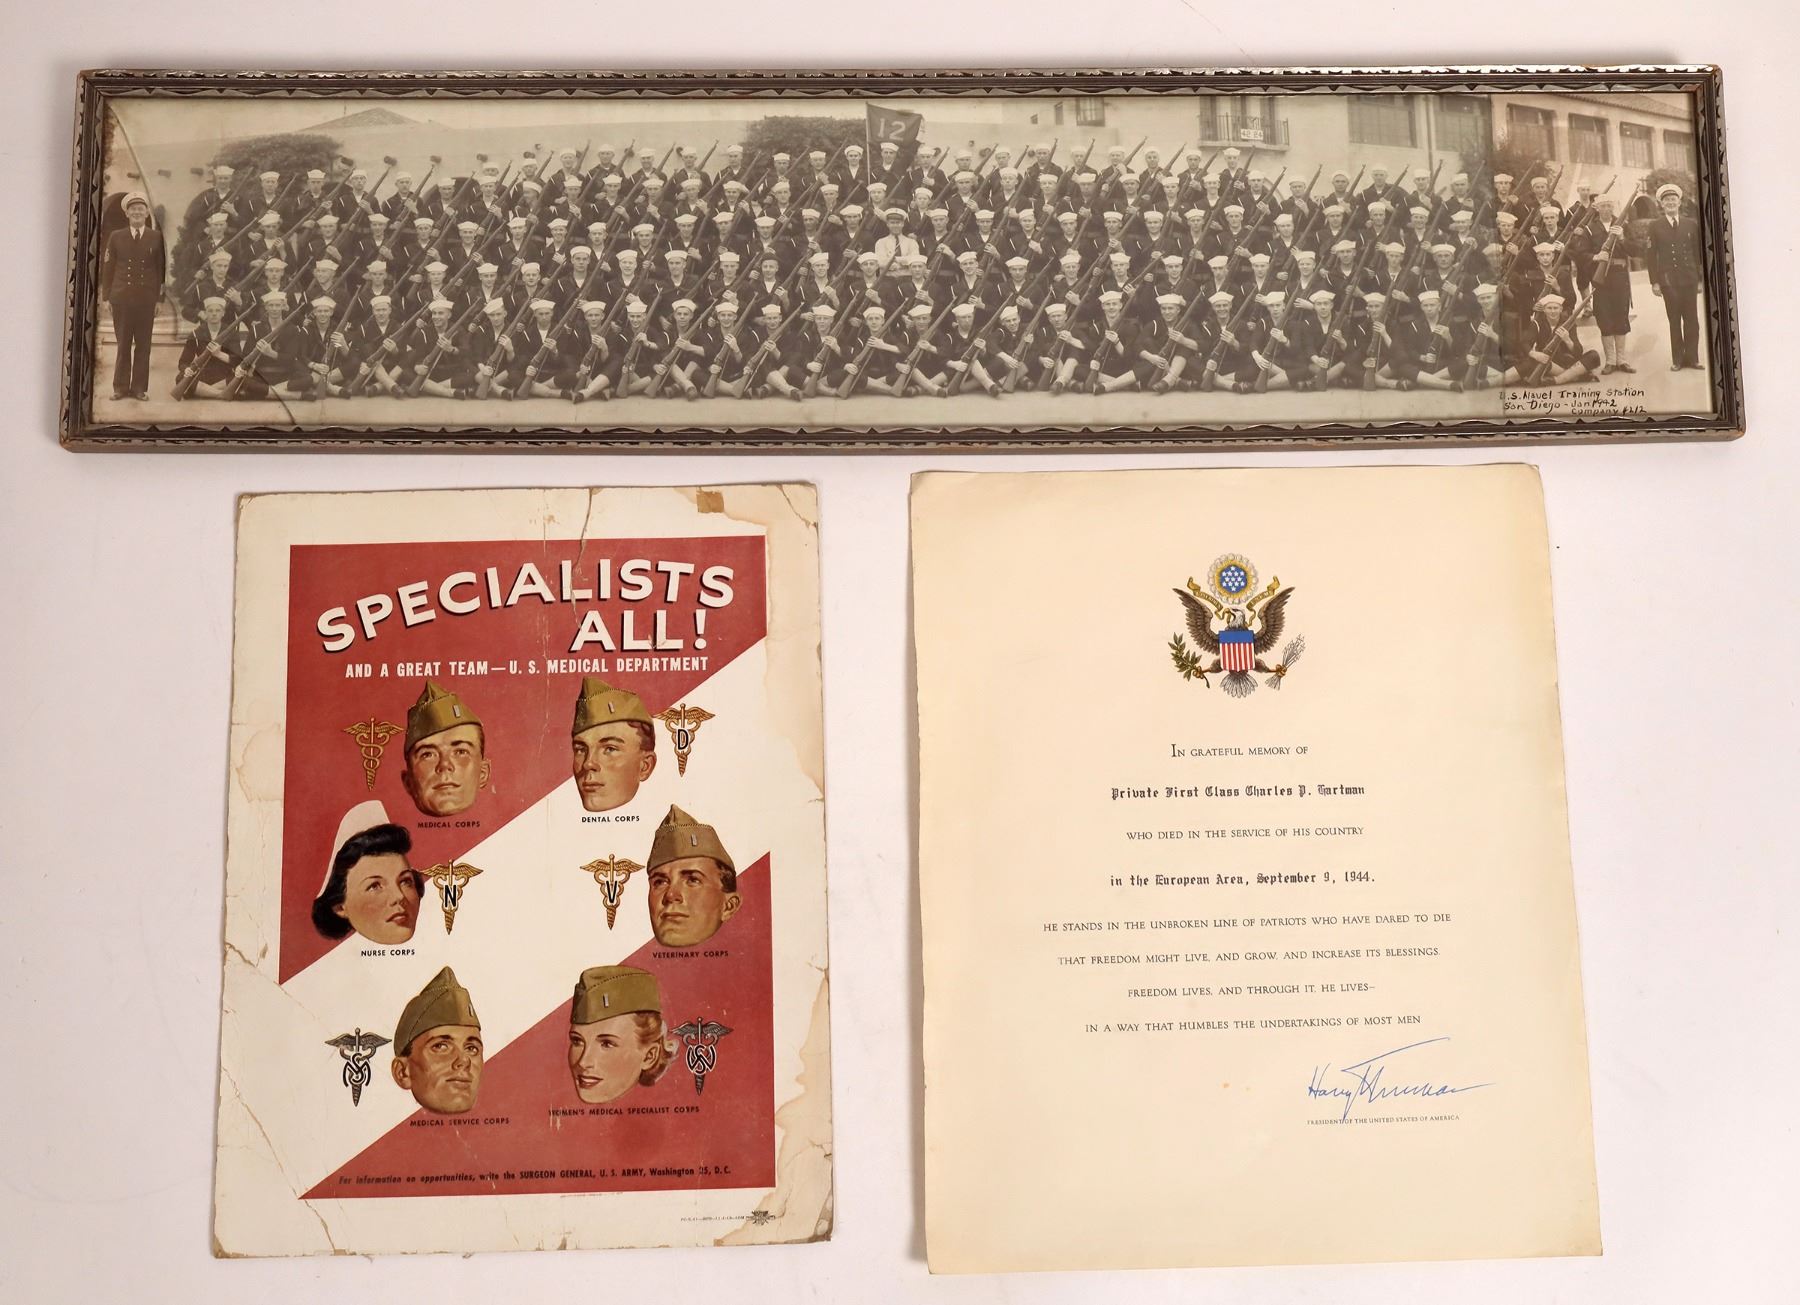 12
42 24
U.S. Navel Training Station
San Diego - Jan 1942
Company #212
SPECIALISTS
ALL!
AND A GREAT TEAM—U. S. MEDICAL DEPARTMENT
D
MEDICAL CORPS
DENTAL CORPS
N
V
NURSE CORPS
VETERINARY CORPS
MEDICAL SERVICE CORPS
WOMEN'S MEDICAL SPECIALIST CORPS
For information on opportunities, write the SURGEON GENERAL, U. S. ARMY, Washington 25, D. C.
IN GRATEFUL MEMORY OF
Private First Class Charles P. Hartman
WHO DIED IN THE SERVICE OF HIS COUNTRY
in the European Area, September 9, 1944.
HE STANDS IN THE UNBROKEN LINE OF PATRIOTS WHO HAVE DARED TO DIE
THAT FREEDOM MIGHT LIVE, AND GROW, AND INCREASE ITS BLESSINGS.
FREEDOM LIVES, AND THROUGH IT, HE LIVES—
IN A WAY THAT HUMBLES THE UNDERTAKINGS OF MOST MEN
Harry Truman
PRESIDENT OF THE UNITED STATES OF AMERICA